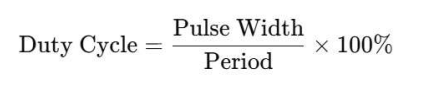 Duty Cycle = Pulse Width / Period × 100%